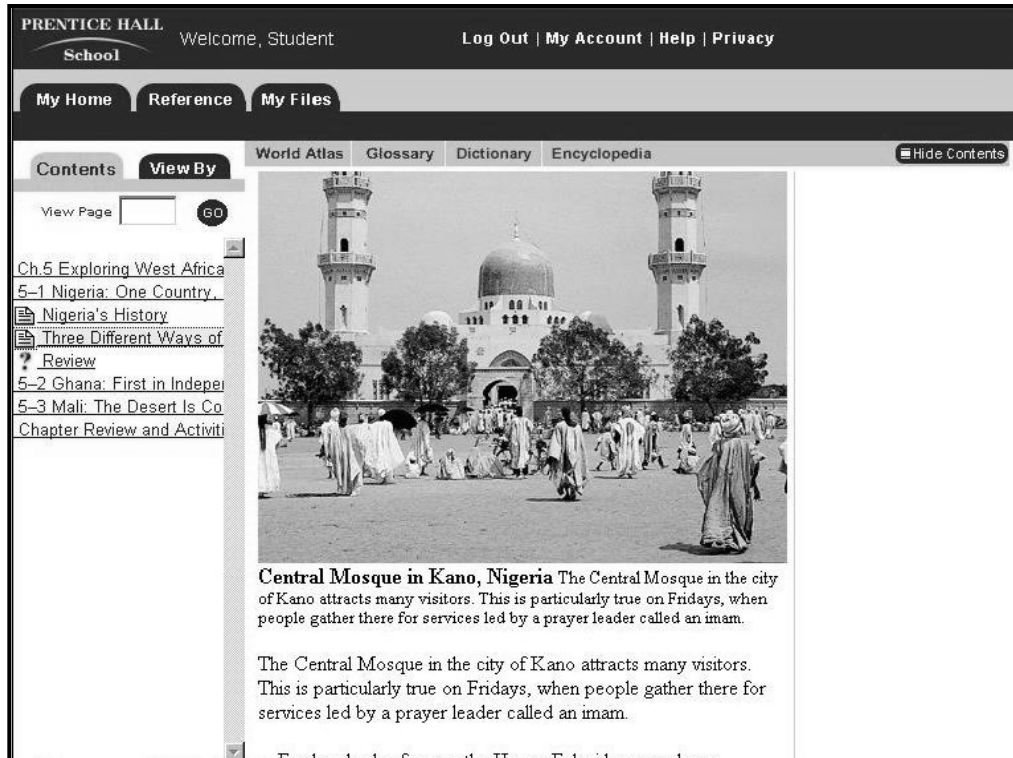 PRENTICE HALL
School
Welcome, Student
Log Out | My Account | Help | Privacy
My Home
Reference
My Files
Contents
View By
World Atlas
Glossary
Dictionary
Encyclopedia
Hide Contents
View Page
GO
Ch.5 Exploring West Africa
5–1 Nigeria: One Country,
Nigeria's History
Three Different Ways of
? Review
5–2 Ghana: First in Indeper
5–3 Mali: The Desert Is Co
Chapter Review and Activiti
Central Mosque in Kano, Nigeria The Central Mosque in the city
of Kano attracts many visitors. This is particularly true on Fridays, when
people gather there for services led by a prayer leader called an imam.
The Central Mosque in the city of Kano attracts many visitors.
This is particularly true on Fridays, when people gather there for
services led by a prayer leader called an imam.